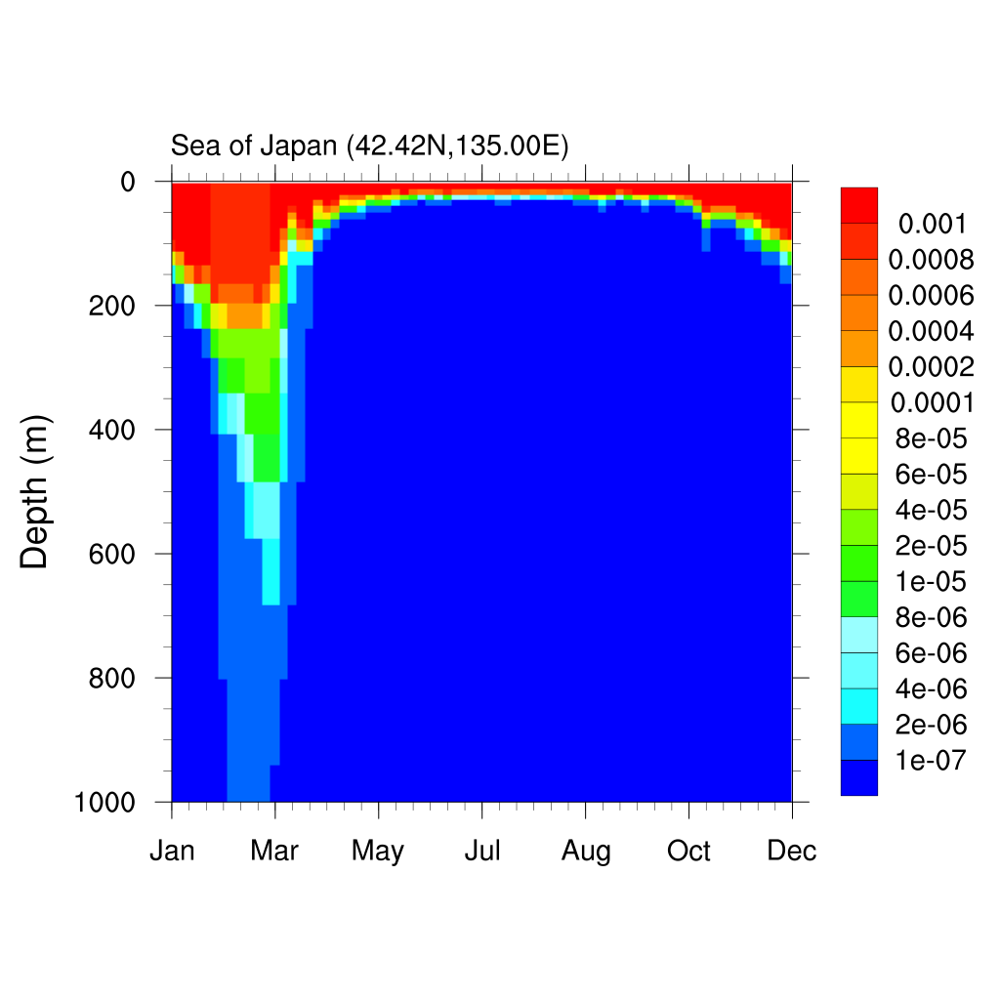 Sea of Japan (42.42N,135.00E)
0
200
400
600
800
1000
Depth (m)
Jan Mar May Jul Aug Oct Dec
0.001
0.0008
0.0006
0.0004
0.0002
0.0001
8e-05
6e-05
4e-05
2e-05
1e-05
8e-06
6e-06
4e-06
2e-06
1e-07